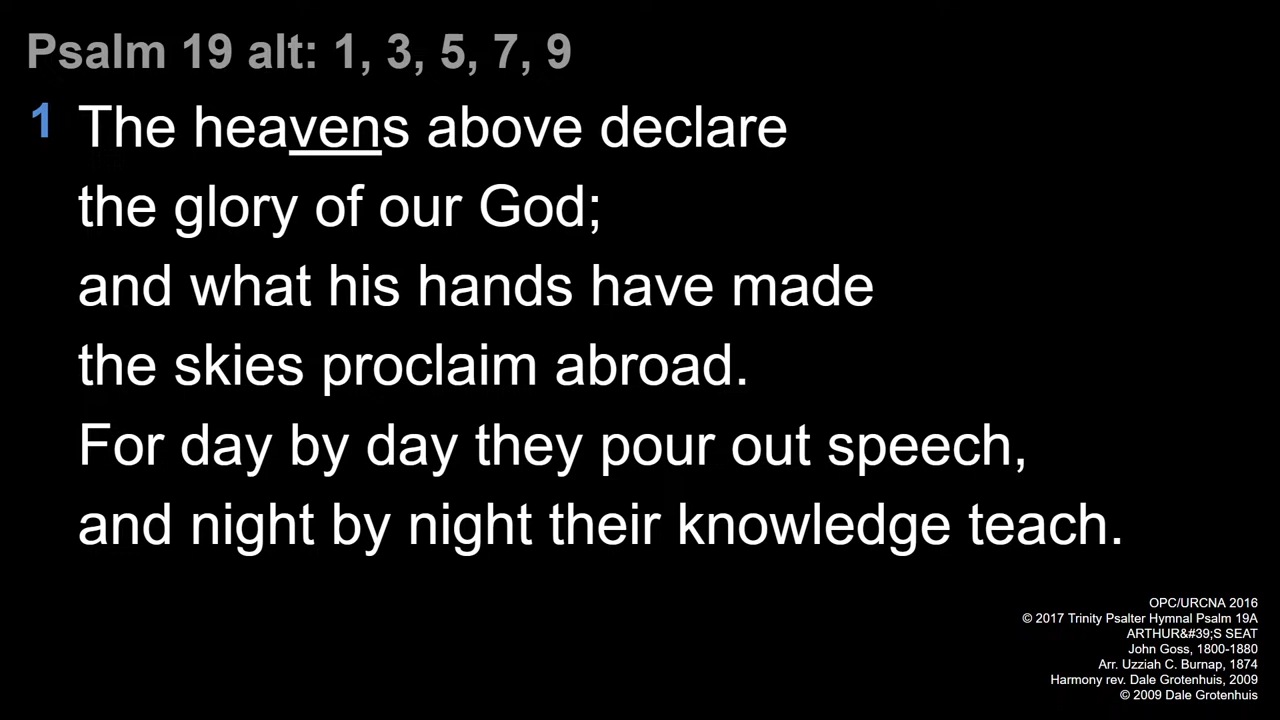 Psalm 19 alt: 1, 3, 5, 7, 9
1 The heavens above declare
the glory of our God;
and what his hands have made
the skies proclaim abroad.
For day by day they pour out speech,
and night by night their knowledge teach.
OPC/URCNA 2016
© 2017 Trinity Psalter Hymnal Psalm 19A
ARTHUR&#39;S SEAT
John Goss, 1800-1880
Arr. Uzziah C. Burnap, 1874
Harmony rev. Dale Grotenhuis, 2009
© 2009 Dale Grotenhuis